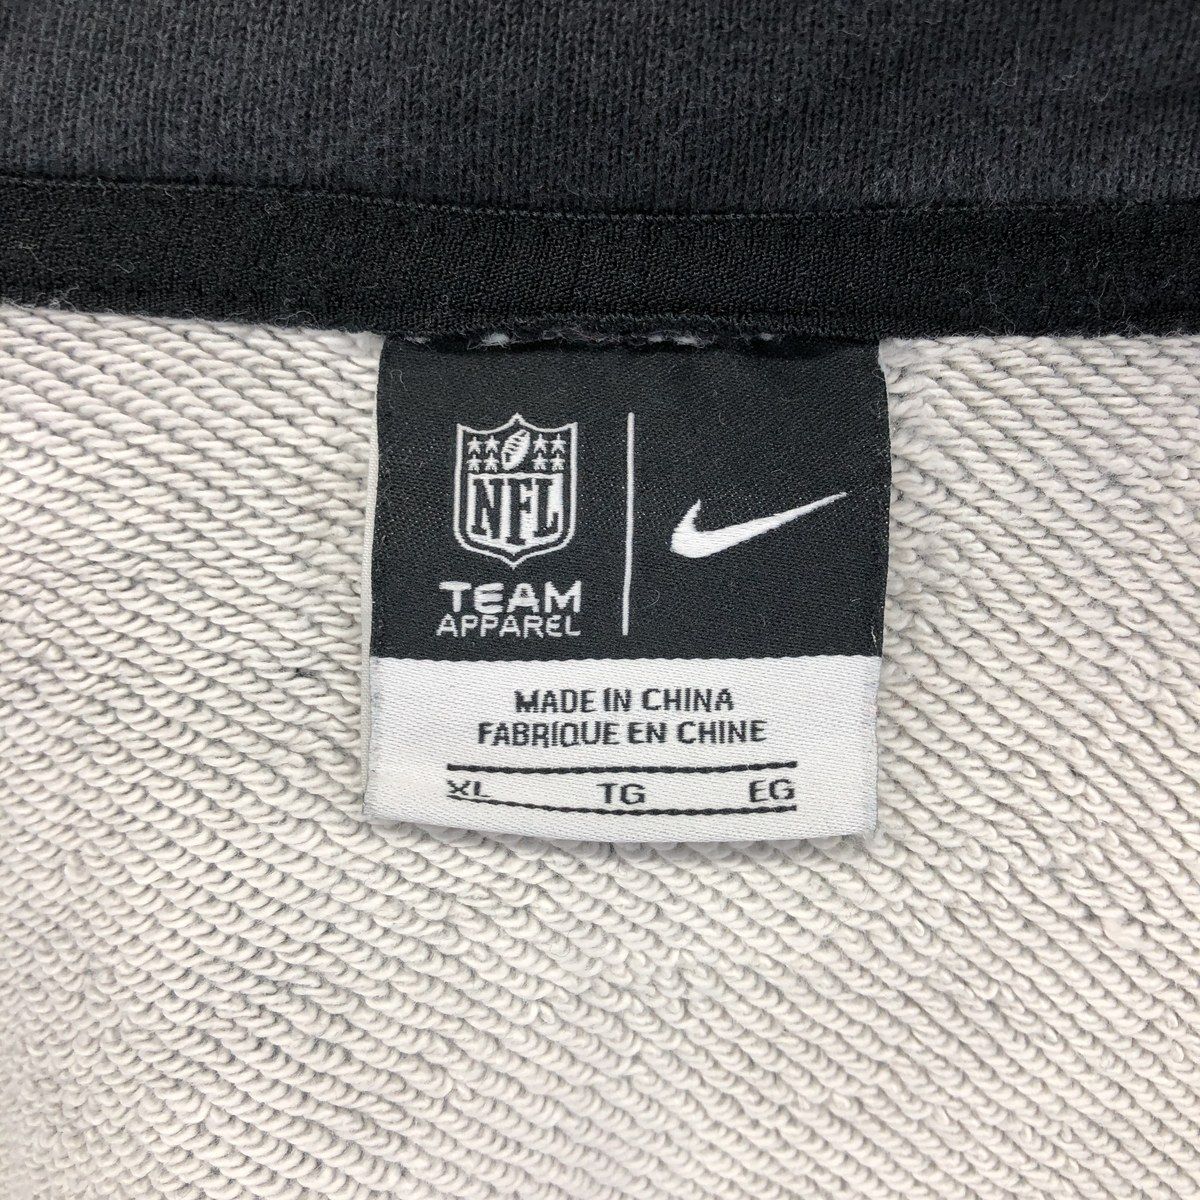 NFL
TEAM
APPAREL
MADE IN CHINA
FABRIQUE EN CHINE
XL TG EG